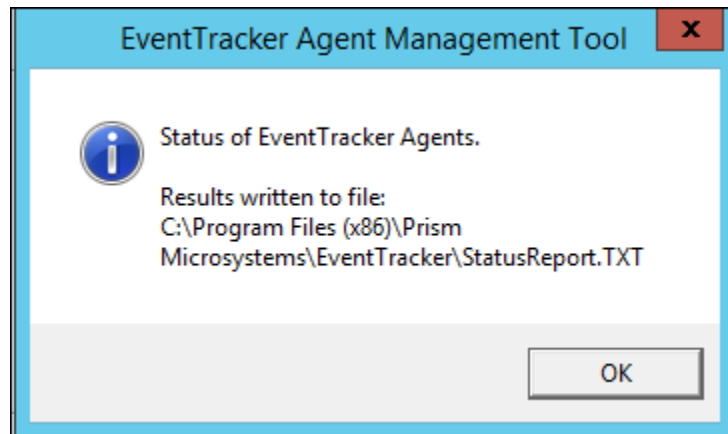 EventTracker Agent Management Tool
x
Status of EventTracker Agents.
Results written to file:
C:\Program Files (x86)\Prism
Microsystems\EventTracker\StatusReport.TXT
OK